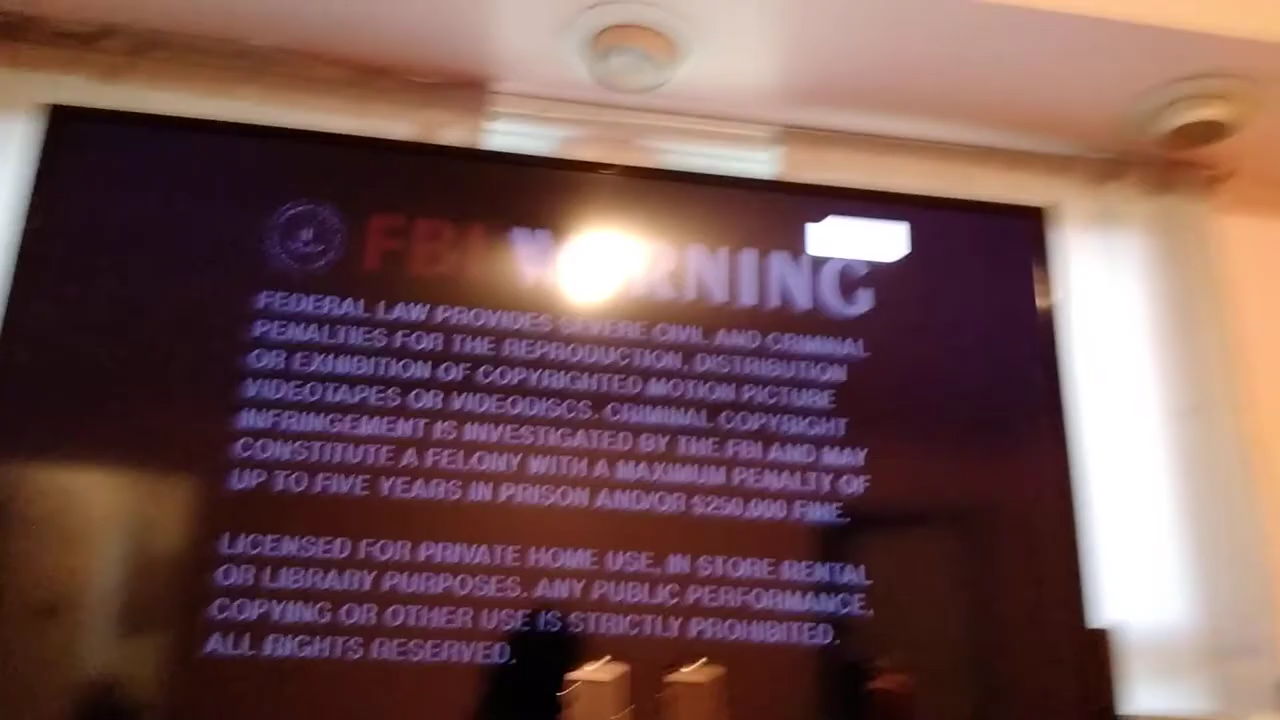 FBI WARNING
FEDERAL LAW PROVIDES SEVERE CIVIL AND CRIMINAL
PENALTIES FOR THE REPRODUCTION, DISTRIBUTION
OR EXHIBITION OF COPYRIGHTED MOTION PICTURE
VIDEOTAPES OR VIDEODISCS. CRIMINAL COPYRIGHT
INFRINGEMENT IS INVESTIGATED BY THE FBI AND MAY
CONSTITUTE A FELONY WITH A MAXIMUM PENALTY OF
UP TO FIVE YEARS IN PRISON AND/OR $250,000 FINE.
LICENSED FOR PRIVATE HOME USE, IN STORE RENTAL
OR LIBRARY PURPOSES. ANY PUBLIC PERFORMANCE,
COPYING OR OTHER USE IS STRICTLY PROHIBITED.
ALL RIGHTS RESERVED.